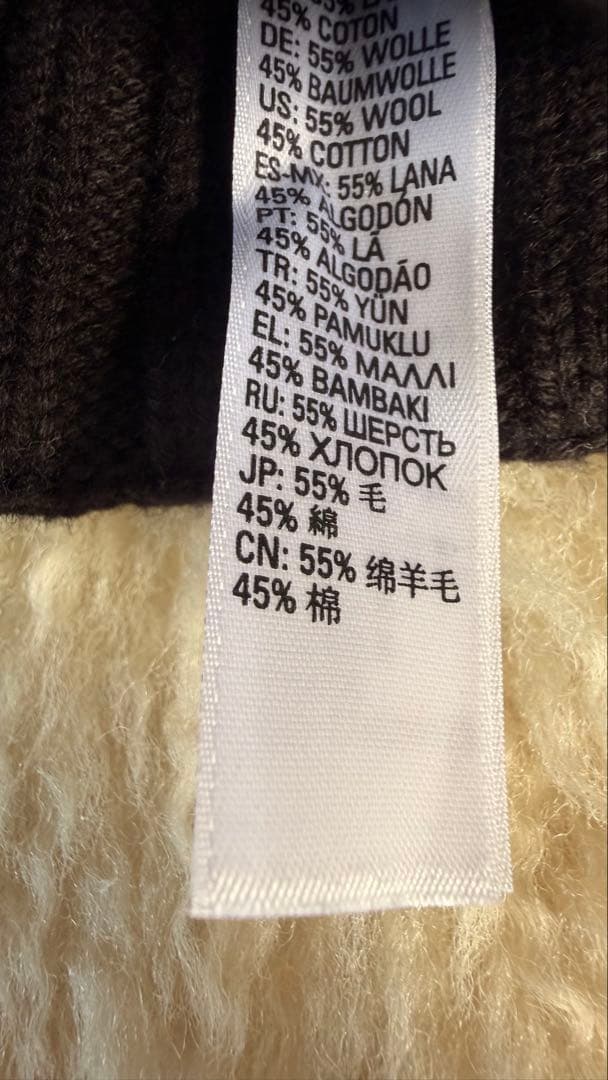 45% COTON
DE: 55% WOLLE
45% BAUMWOLLE
US: 55% WOOL
45% COTTON
ES-MX: 55% LANA
45% ALGODÓN
PT: 55% LÃ
45% ALGODÃO
TR: 55% YÜN
45% PAMUKLU
EL: 55% ΜΑΛΛΙ
45% ΒΑΜΒΑΚΙ
RU: 55% ШЕРСТЬ
45% ХЛОПОК
JP: 55% 毛
45% 綿
CN: 55% 绵羊毛
45% 棉